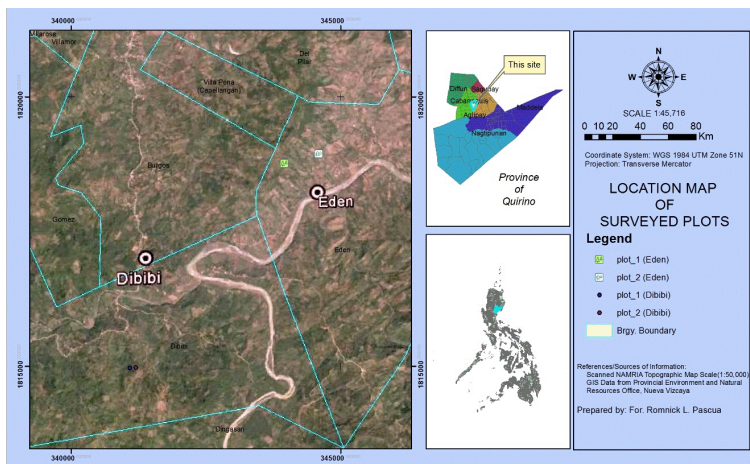 340000
345000
Villarose
Villamor
Del
Pilar
Villa Pena
(Capellangan)
1820000
1820000
Burgos
Eden
Gomez
Eden
Dibibi
Dibibi
1815000
1815000
Dingasan
340000
345000
This site
Diffun
Saguday
Cabarroguis
Maddela
Aglipay
Nagtipunan
Province
of
Quirino
N
W
E
S
SCALE 1:45,716
0 10 20 40 60 80
Km
Coordinate System: WGS 1984 UTM Zone 51N
Projection: Transverse Mercator
LOCATION MAP
OF
SURVEYED PLOTS
Legend
plot_1 (Eden)
plot_2 (Eden)
plot_1 (Dibibi)
plot_2 (Dibibi)
Brgy. Boundary
References/Sources of Information:
Scanned NAMRIA Topographic Map Scale(1:50,000)
GIS Data from Provincial Environment and Natural
Resources Office, Nueva Vizcaya
Prepared by: For. Romnick L. Pascua